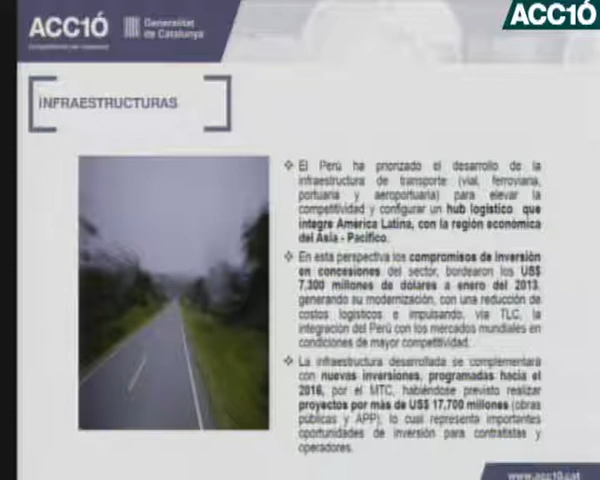 ACC1Ó
Generalitat
de Catalunya
ACC1Ó
INFRAESTRUCTURAS
❖ El Perú ha priorizado el desarrollo de la
infraestructura de transporte (vial, ferroviaria,
portuaria y aeroportuaria) para elevar la
competitividad y configurar un hub logístico que
integre América Latina, con la región económica
del Asia - Pacífico.
❖ En esta perspectiva los compromisos de inversión
en concesiones del sector, bordearon los US$
7,300 millones de dólares a enero del 2013,
generando su modernización, con una reducción de
costos logísticos e impulsando, vía TLC, la
integración del Perú con los mercados mundiales en
condiciones de mayor competitividad.
❖ La infraestructura desarrollada se complementará
con nuevas inversiones, programadas hacia el
2016, por el MTC, habiéndose previsto realizar
proyectos por más de US$ 17,700 millones (obras
públicas y APP), lo cual representa importantes
oportunidades de inversión para contratistas y
operadores.
www.acc10.cat